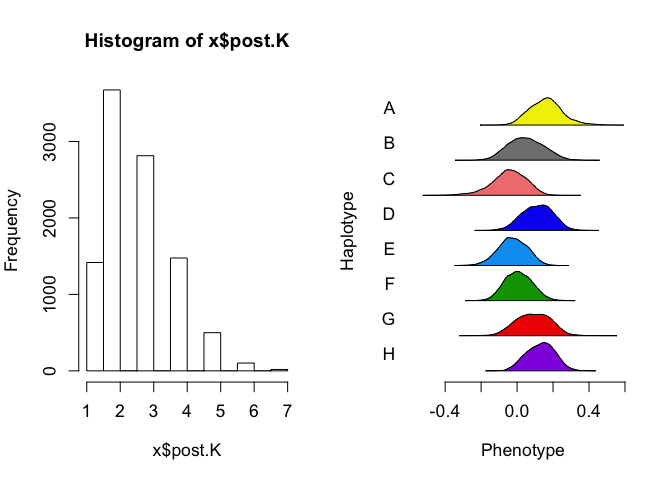 Histogram of x$post.K
Frequency
0
1000
2000
3000
1 2 3 4 5 6 7
x$post.K
Haplotype
A
B
C
D
E
F
G
H
-0.4 0.0 0.4
Phenotype